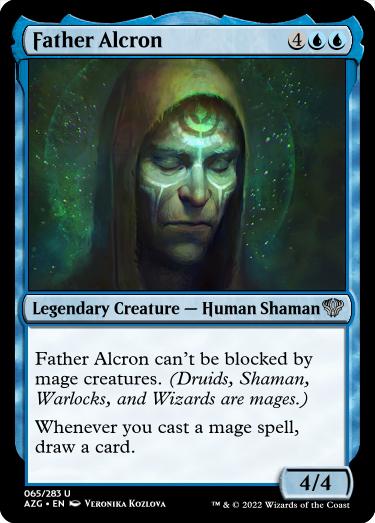 Father Alcron 4
Legendary Creature — Human Shaman
Father Alcron can't be blocked by
mage creatures. (Druids, Shaman,
Warlocks, and Wizards are mages.)
Whenever you cast a mage spell,
draw a card.
4/4
065/283 U
AZG • EN Veronika Kozlova ™ & © 2022 Wizards of the Coast